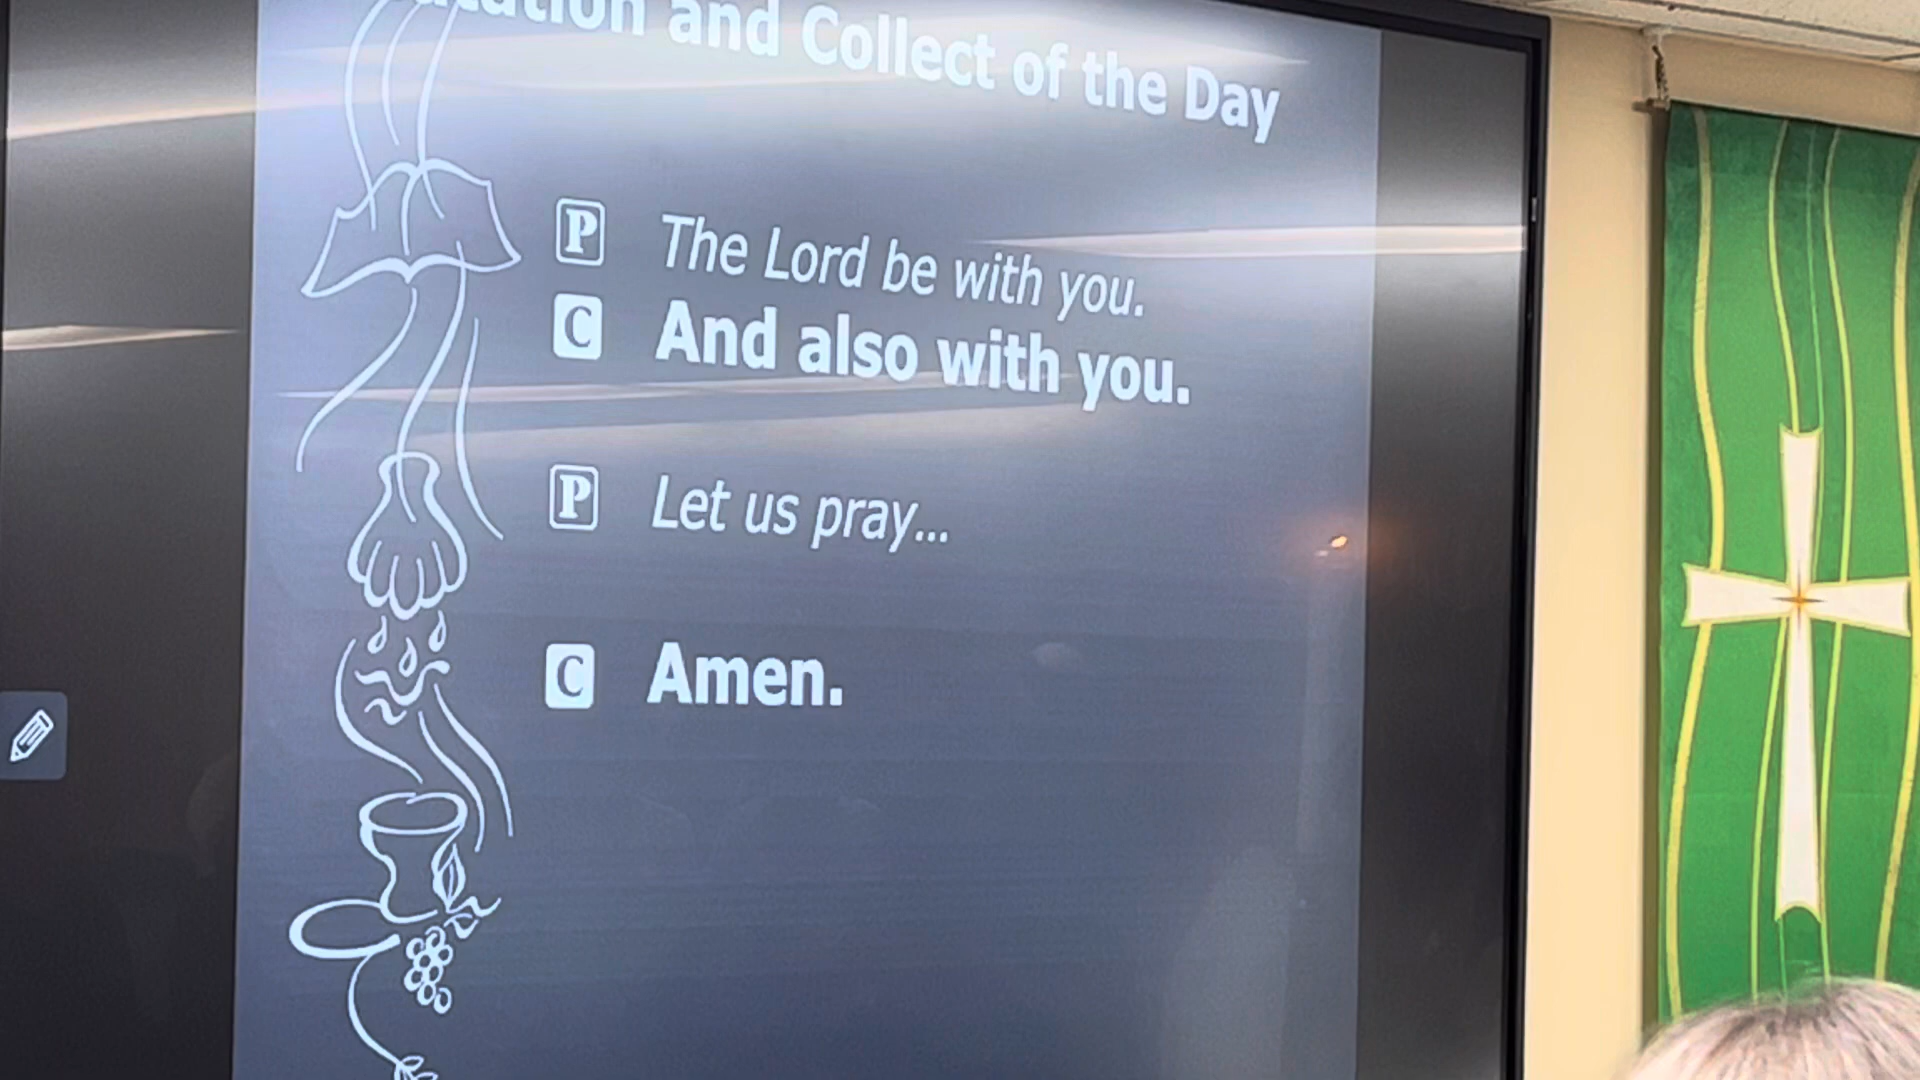 and Collect of the Day
P The Lord be with you.
C And also with you.
P Let us pray...
C Amen.